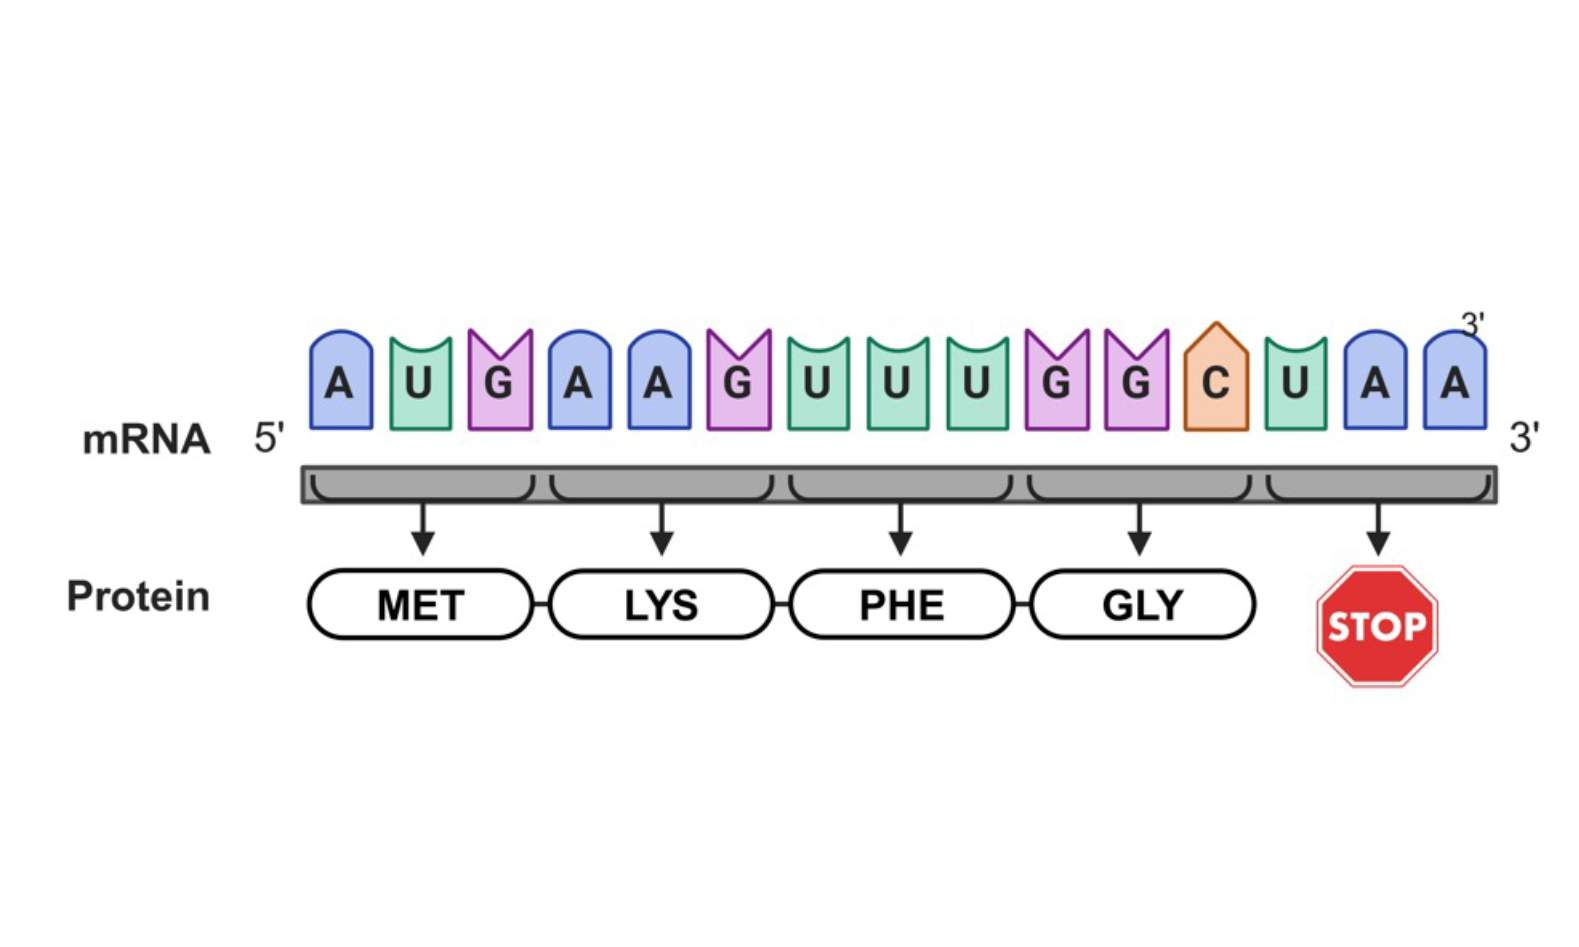 3'
A U G A A G U U U G G C U A A
mRNA 5' 3'
Protein MET LYS PHE GLY STOP